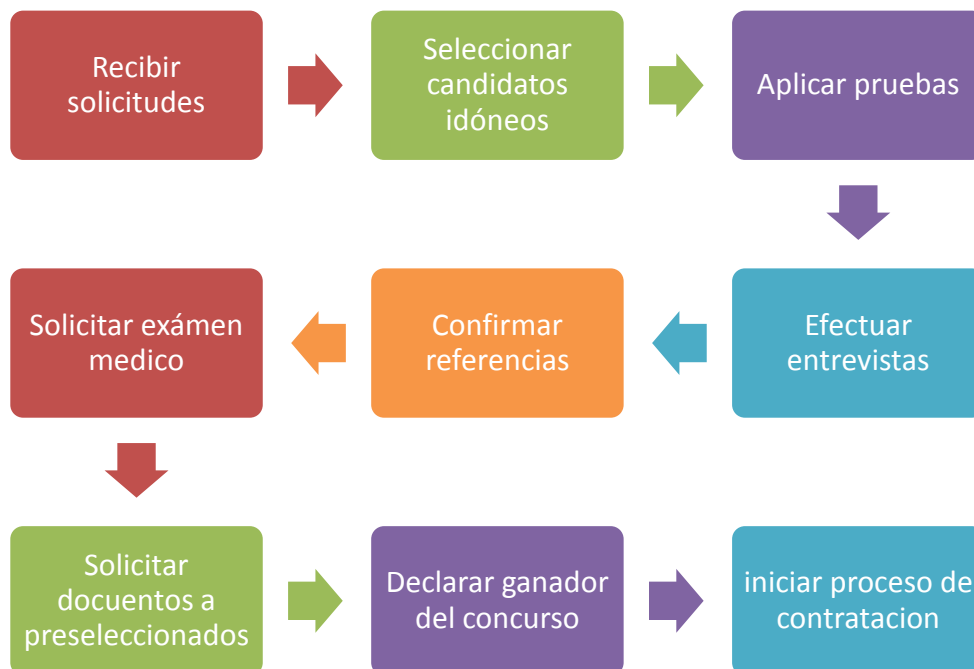 Recibir
solicitudes
Seleccionar
candidatos
idóneos
Aplicar pruebas
Efectuar
entrevistas
Confirmar
referencias
Solicitar exámen
medico
Solicitar
docuentos a
preseleccionados
Declarar ganador
del concurso
iniciar proceso de
contratacion